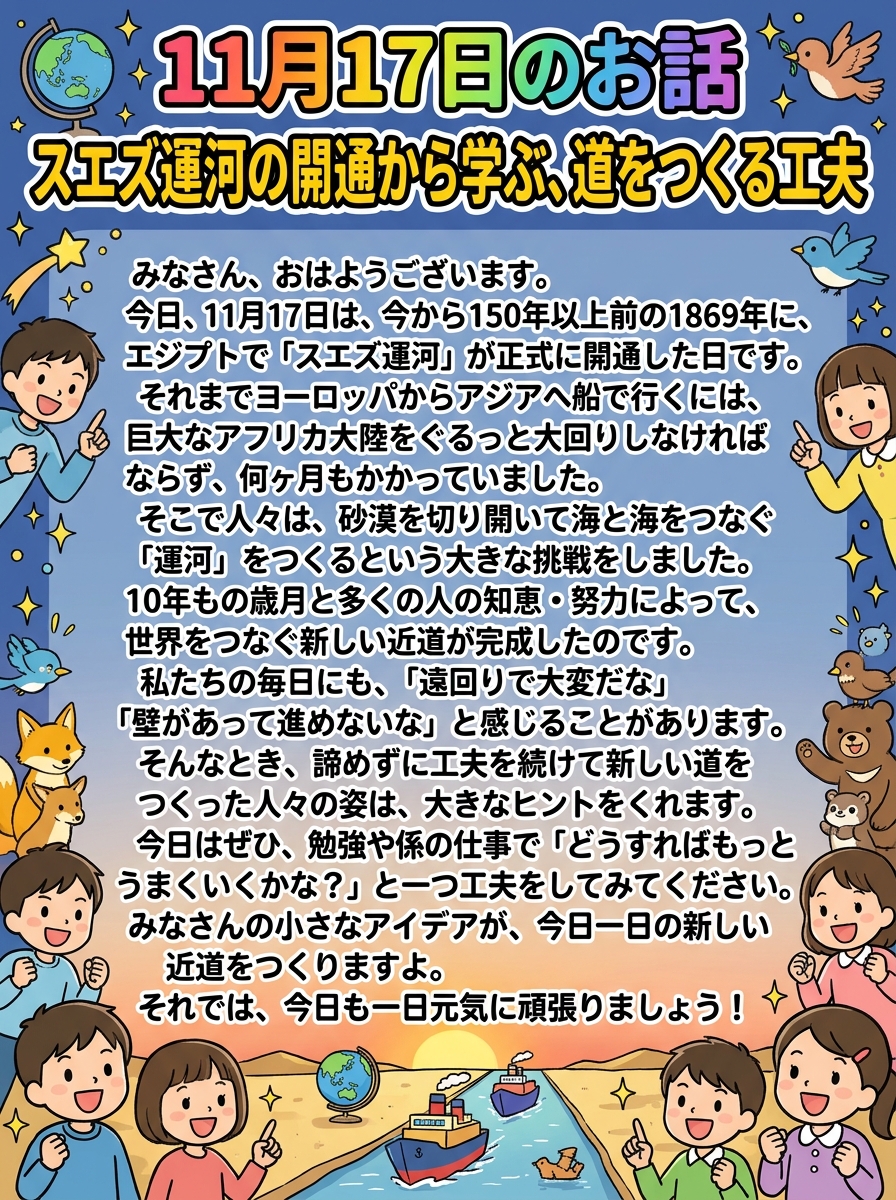 11月17日のお話
スエズ運河の開通から学ぶ、道をつくる工夫
みなさん、おはようございます。
今日、11月17日は、今から150年以上前の1869年に、
エジプトで「スエズ運河」が正式に開通した日です。
それまでヨーロッパからアジアへ船で行くには、
巨大なアフリカ大陸をぐるっと大回りしなければ
ならず、何ヶ月もかかっていました。
そこで人々は、砂漠を切り開いて海と海をつなぐ
「運河」をつくるという大きな挑戦をしました。
10年もの歳月と多くの人の知恵・努力によって、
世界をつなぐ新しい近道が完成したのです。
私たちの毎日にも、「遠回りで大変だな」
「壁があって進めないな」と感じることがあります。
そんなとき、諦めずに工夫を続けて新しい道を
つくった人々の姿は、大きなヒントをくれます。
今日はぜひ、勉強や係の仕事で「どうすればもっと
うまくいくかな？」と一つ工夫をしてみてください。
みなさんの小さなアイデアが、今日一日の新しい
近道をつくりますよ。
それでは、今日も一日元気に頑張りましょう！